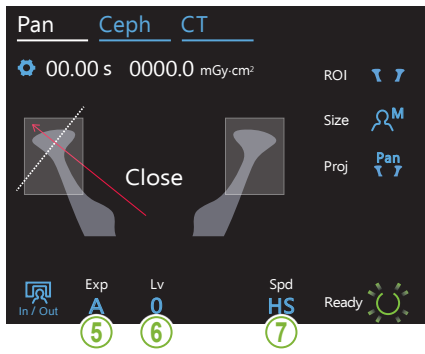 Pan Ceph CT
00.00 s 0000.0 mGy·cm²
ROI
Size M
Proj Pan
Close
Exp Lv Spd
In / Out A 0 HS Ready
5 6 7